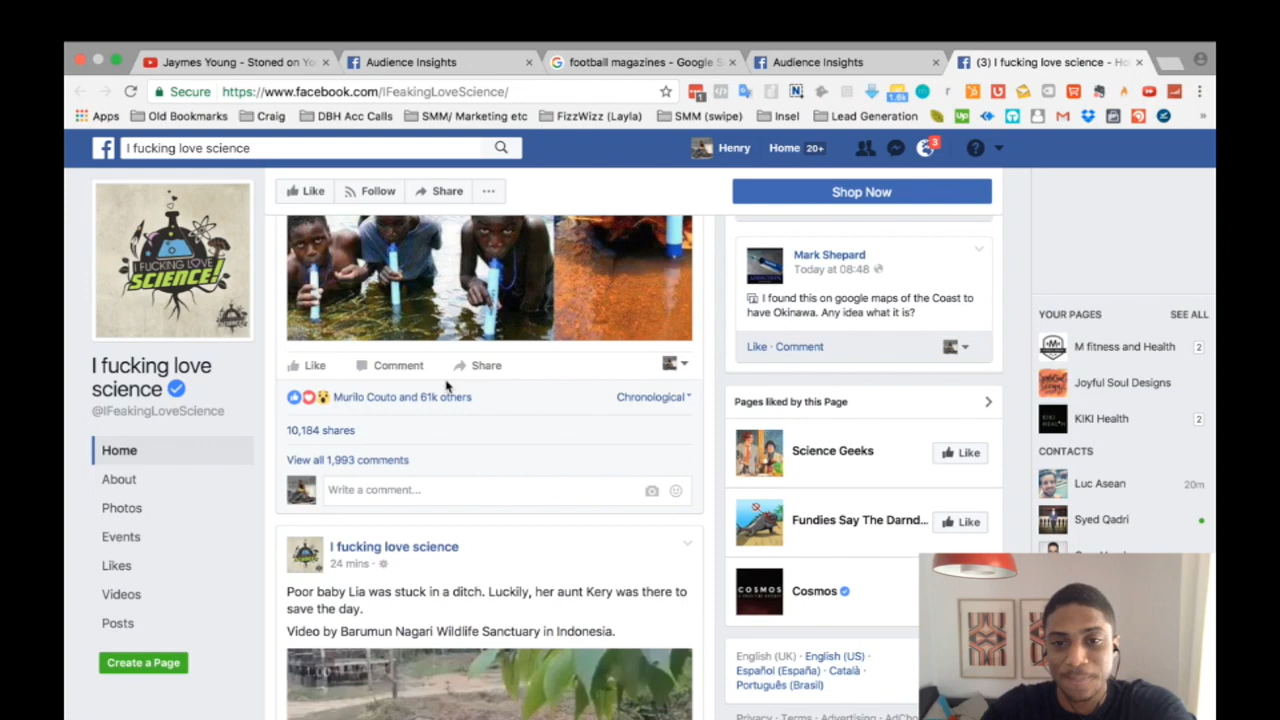 Jaymes Young - Stoned on Yo
Audience Insights
football magazines - Google S
Audience Insights
(3) I fucking love science - Ho
Secure
https://www.facebook.com/IFeakingLoveScience/
Apps
Old Bookmarks
Craig
DBH Acc Calls
SMM/ Marketing etc
FizzWizz (Layla)
SMM (swipe)
Insel
Lead Generation
I fucking love science
Henry
Home 20+
3
Like
Follow
Share
Shop Now
I FUCKING LOVE
SCIENCE!
I fucking love
science
@IFeakingLoveScience
Home
About
Photos
Events
Likes
Videos
Posts
Create a Page
Like
Comment
Share
Murilo Couto and 61k others
Chronological
10,184 shares
View all 1,993 comments
Write a comment...
I fucking love science
24 mins ·
Poor baby Lia was stuck in a ditch. Luckily, her aunt Kery was there to
save the day.
Video by Barumun Nagari Wildlife Sanctuary in Indonesia.
Mark Shepard
Today at 08:48
I found this on google maps of the Coast to
have Okinawa. Any idea what it is?
Like · Comment
Pages liked by this Page
Science Geeks
Like
Fundies Say The Darnd...
Like
COSMOS
Cosmos
English (UK) · English (US) ·
Español (España) · Català ·
Português (Brasil)
Privacy · Terms · Advertising · AdCho
YOUR PAGES
SEE ALL
M fitness and Health
2
Joyful Soul Designs
KIKI Health
2
CONTACTS
Luc Asean
20m
Syed Qadri